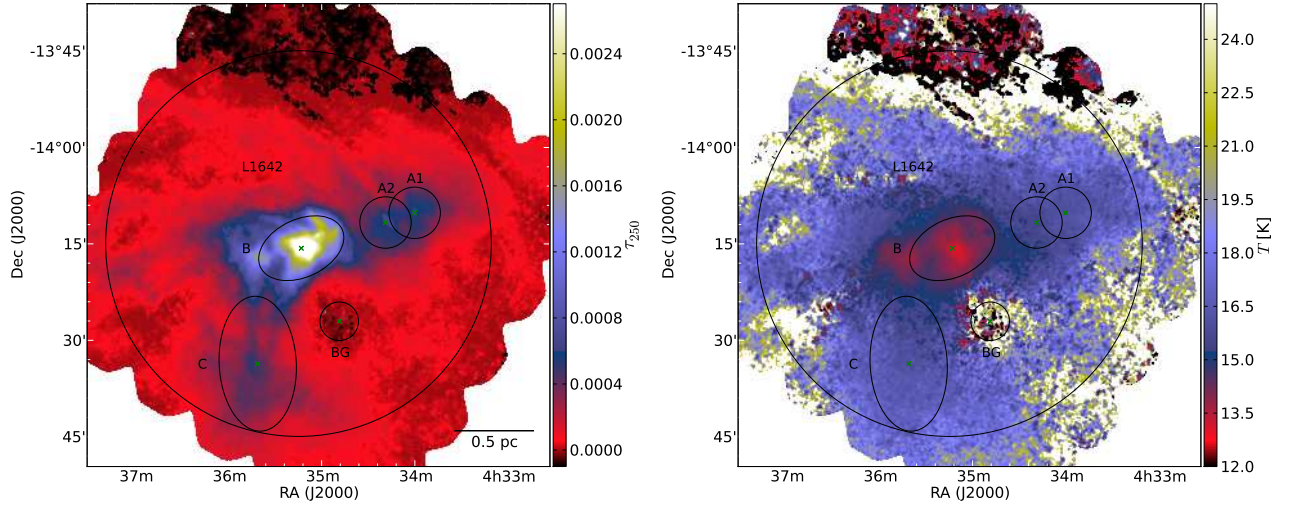 -13°45'
-14°00'
15'
30'
45'
Dec (J2000)
37m
36m
35m
34m
4h33m
RA (J2000)
L1642
A2
A1
B
C
BG
0.5 pc
0.0024
0.0020
0.0016
0.0012
0.0008
0.0004
0.0000
τ250
-13°45'
-14°00'
15'
30'
45'
Dec (J2000)
37m
36m
35m
34m
4h33m
RA (J2000)
L1642
A2
A1
B
C
BG
24.0
22.5
21.0
19.5
18.0
16.5
15.0
13.5
12.0
T [K]